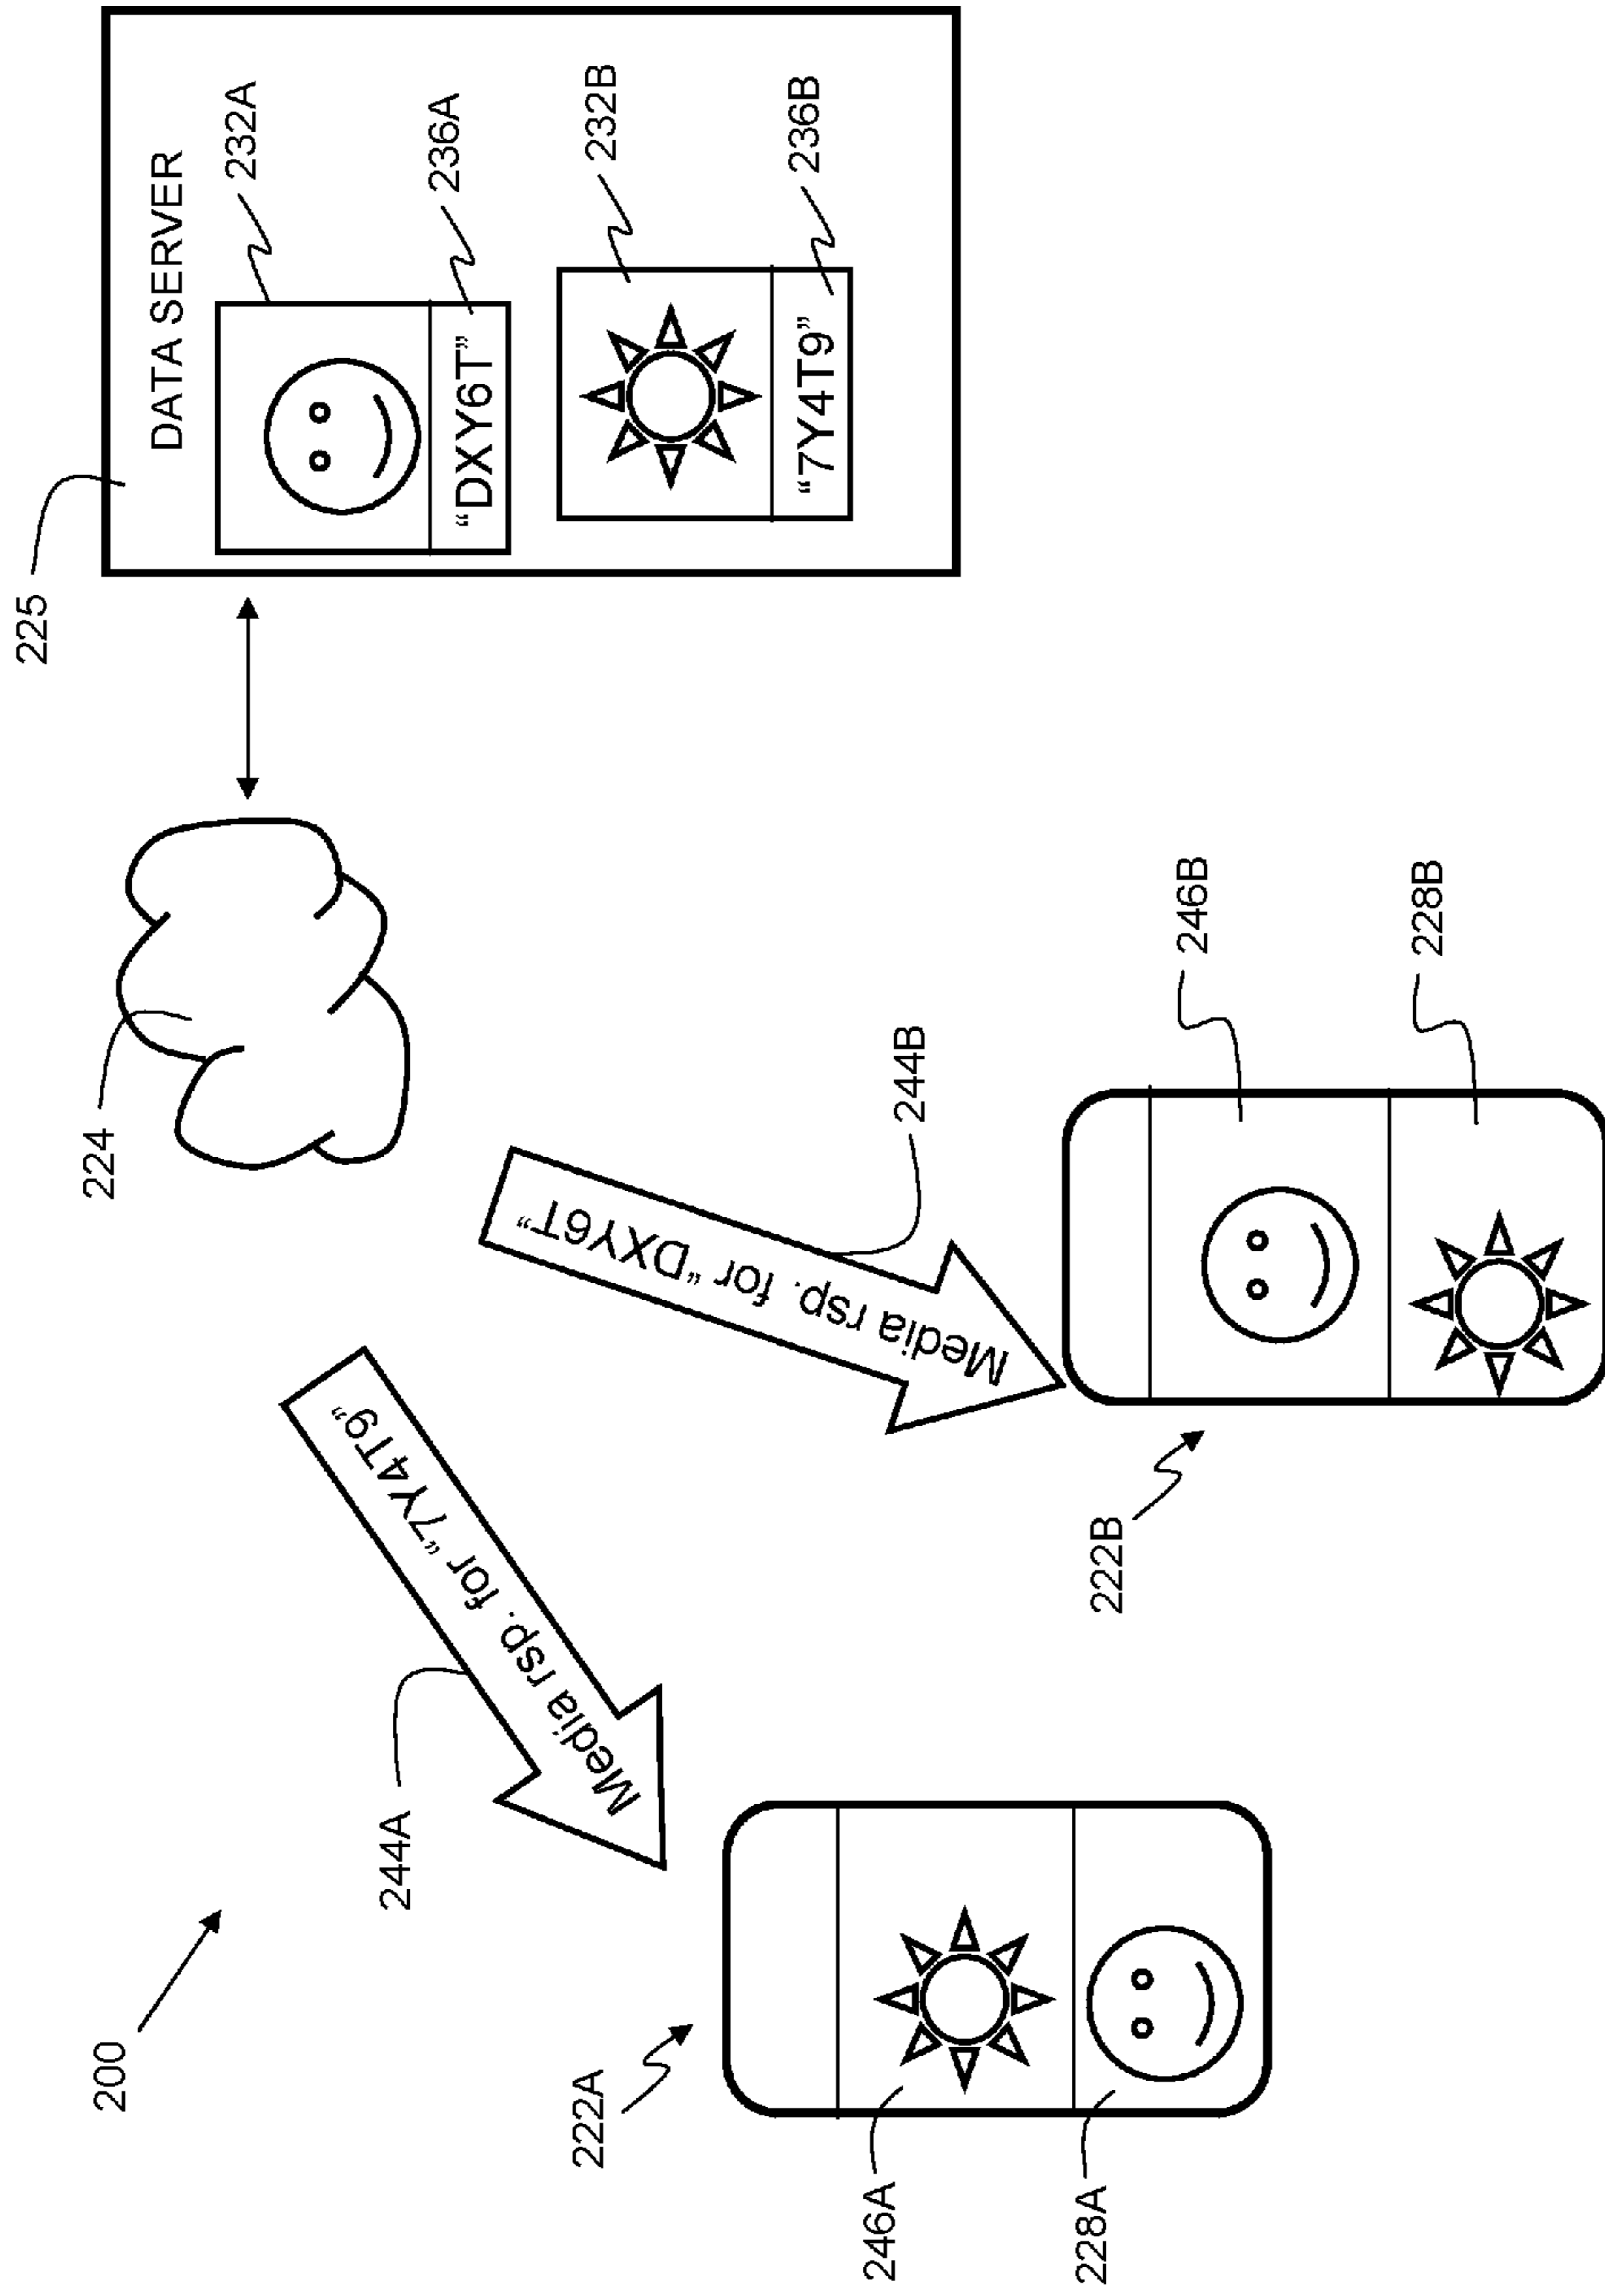 200
224
225
DATA SERVER
232A
“DXY6T”
236A
232B
“7Y4T9”
236B
244A
Media rsp. for “7Y4T9”
244B
Media rsp. for “DXY6T”
222A
246A
228A
222B
246B
228B